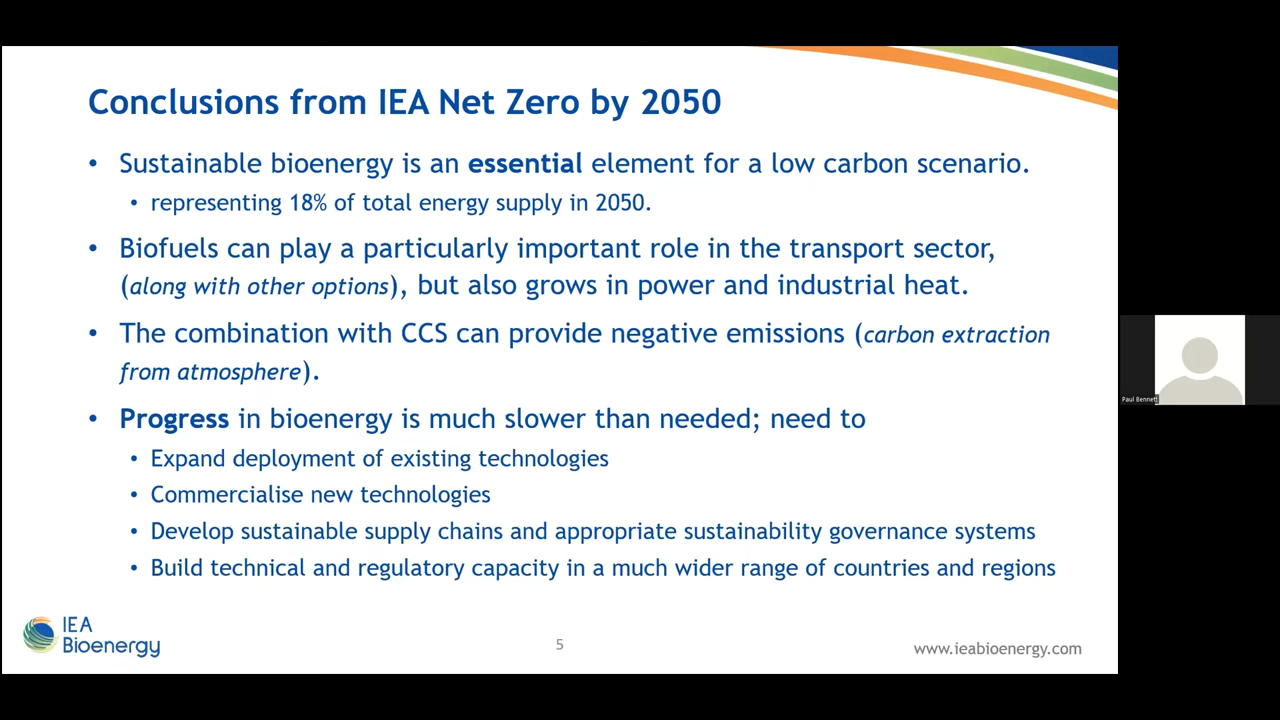 Conclusions from IEA Net Zero by 2050
• Sustainable bioenergy is an essential element for a low carbon scenario.
• representing 18% of total energy supply in 2050.
• Biofuels can play a particularly important role in the transport sector,
(along with other options), but also grows in power and industrial heat.
• The combination with CCS can provide negative emissions (carbon extraction
from atmosphere).
• Progress in bioenergy is much slower than needed; need to
• Expand deployment of existing technologies
• Commercialise new technologies
• Develop sustainable supply chains and appropriate sustainability governance systems
• Build technical and regulatory capacity in a much wider range of countries and regions
IEA
Bioenergy
5
www.ieabioenergy.com
Paul Bennett